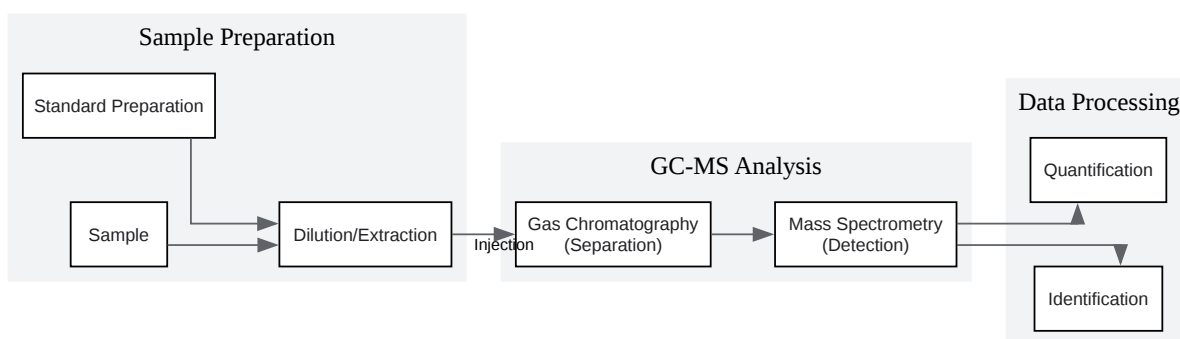 Sample Preparation
Standard Preparation
Sample
Dilution/Extraction
Injection
GC-MS Analysis
Gas Chromatography
(Separation)
Mass Spectrometry
(Detection)
Data Processing
Quantification
Identification